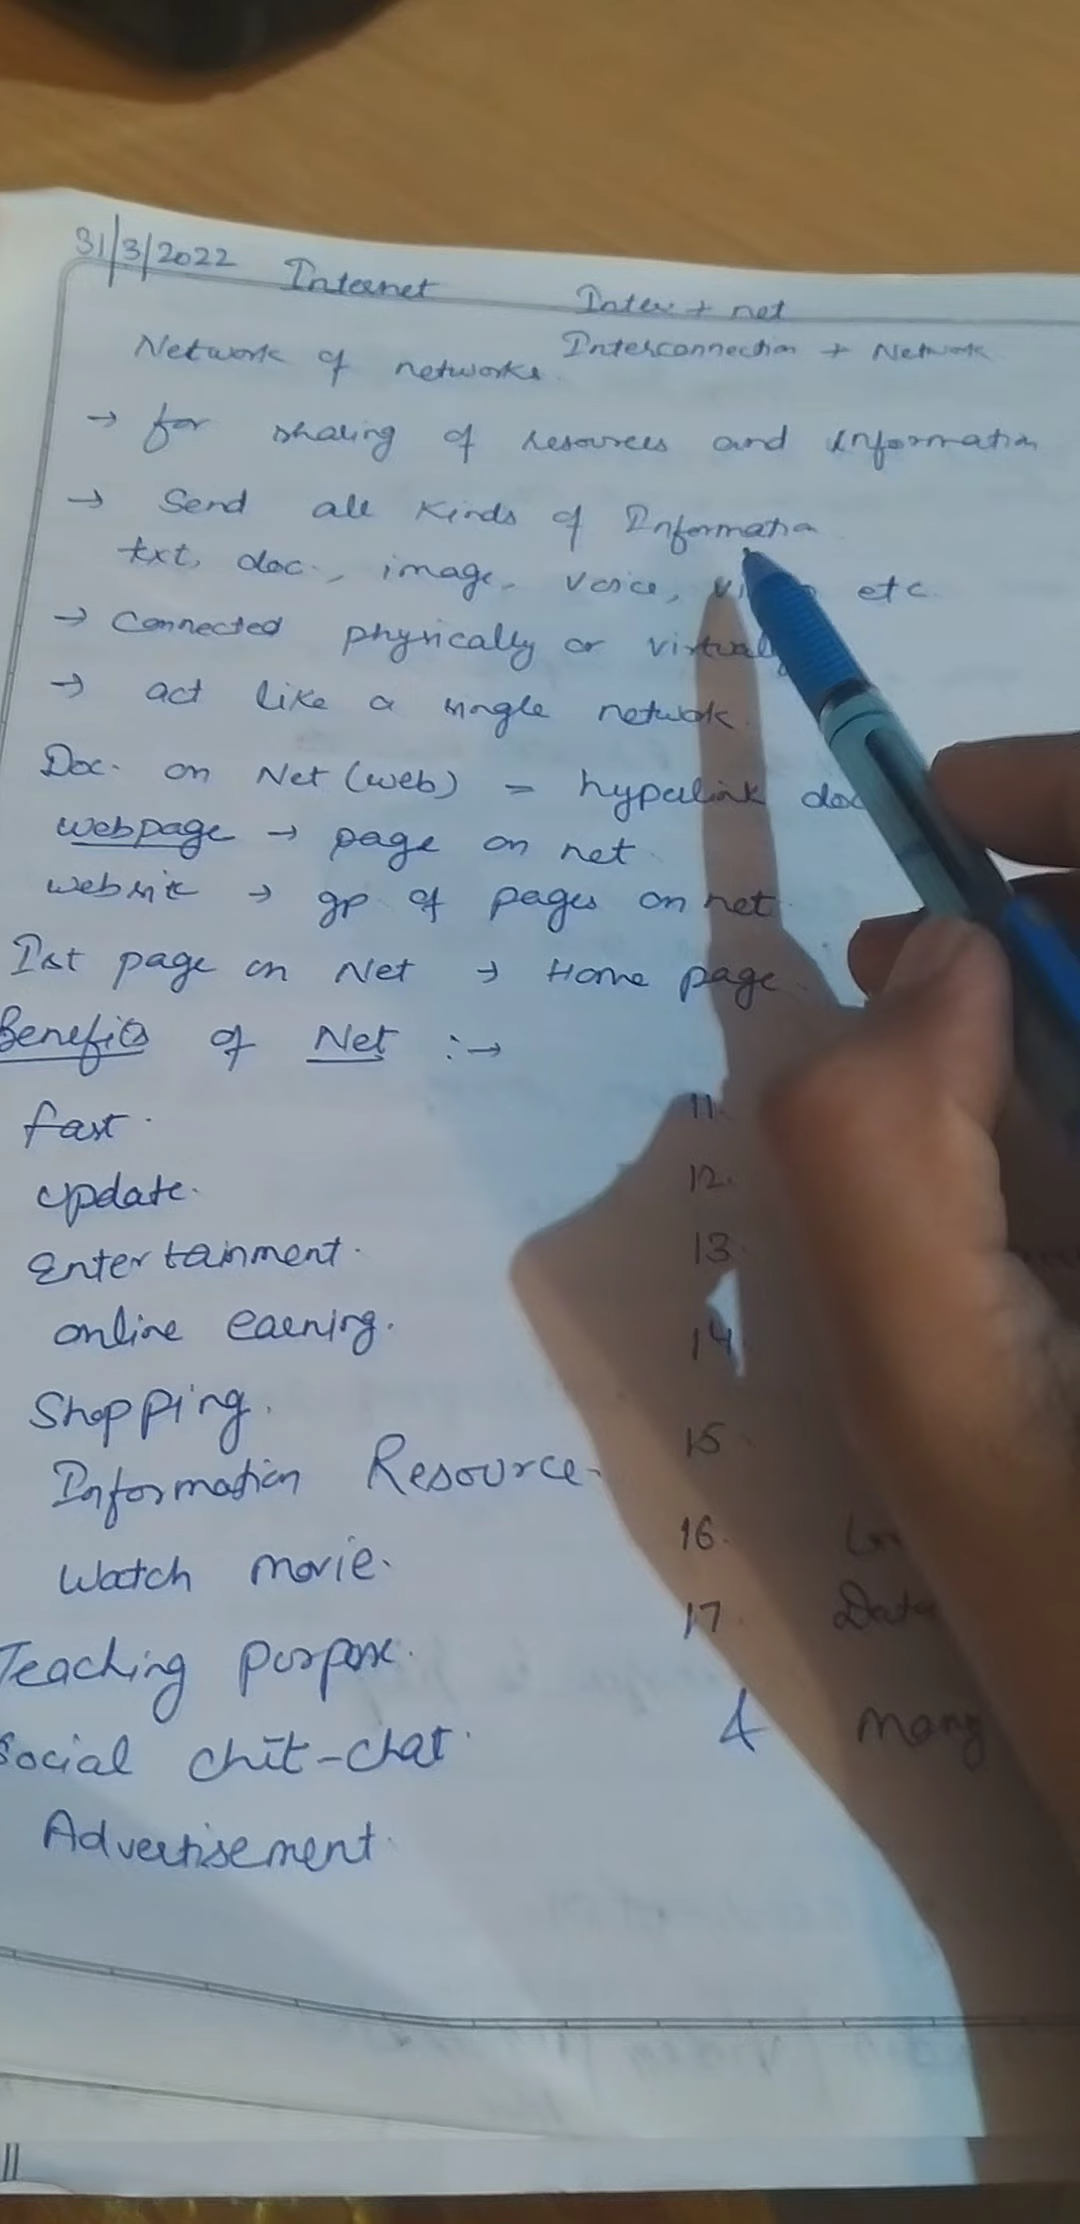 31/3/2022 Internet Inter + net
Network of networks Interconnection + Network
→ for sharing of resources and information
→ Send all kinds of Information
txt, doc., image, voice, etc.
→ Connected physically or virtually
→ act like a single network.
Doc. on Net (web) = hyperlink doc
webpage → page on net.
website → gp of pages on net.
Ist page on Net → Home page.
Benefits of Net :→
fast. 11.
update. 12.
Entertainment. 13.
online earning. 14.
Shopping. 15.
Information Resource.
16.
Watch movie.
17. Data
Teaching purpose.
& many
Social chit-chat.
Advertisement.